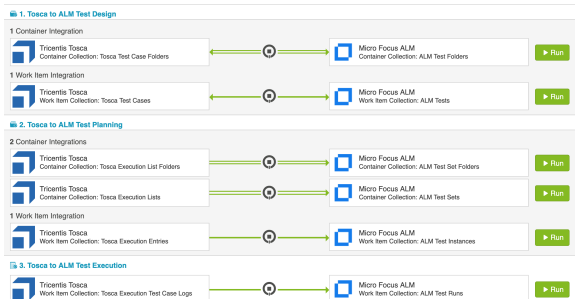 1. Tosca to ALM Test Design
1 Container Integration
Tricentis Tosca
Container Collection: Tosca Test Case Folders
Micro Focus ALM
Container Collection: ALM Test Folders
Run
1 Work Item Integration
Tricentis Tosca
Work Item Collection: Tosca Test Cases
Micro Focus ALM
Work Item Collection: ALM Tests
Run
2. Tosca to ALM Test Planning
2 Container Integrations
Tricentis Tosca
Container Collection: Tosca Execution List Folders
Micro Focus ALM
Container Collection: ALM Test Set Folders
Run
Tricentis Tosca
Container Collection: Tosca Execution Lists
Micro Focus ALM
Container Collection: ALM Test Sets
Run
1 Work Item Integration
Tricentis Tosca
Work Item Collection: Tosca Execution Entries
Micro Focus ALM
Work Item Collection: ALM Test Instances
Run
3. Tosca to ALM Test Execution
Tricentis Tosca
Work Item Collection: Tosca Execution Test Case Logs
Micro Focus ALM
Work Item Collection: ALM Test Runs
Run